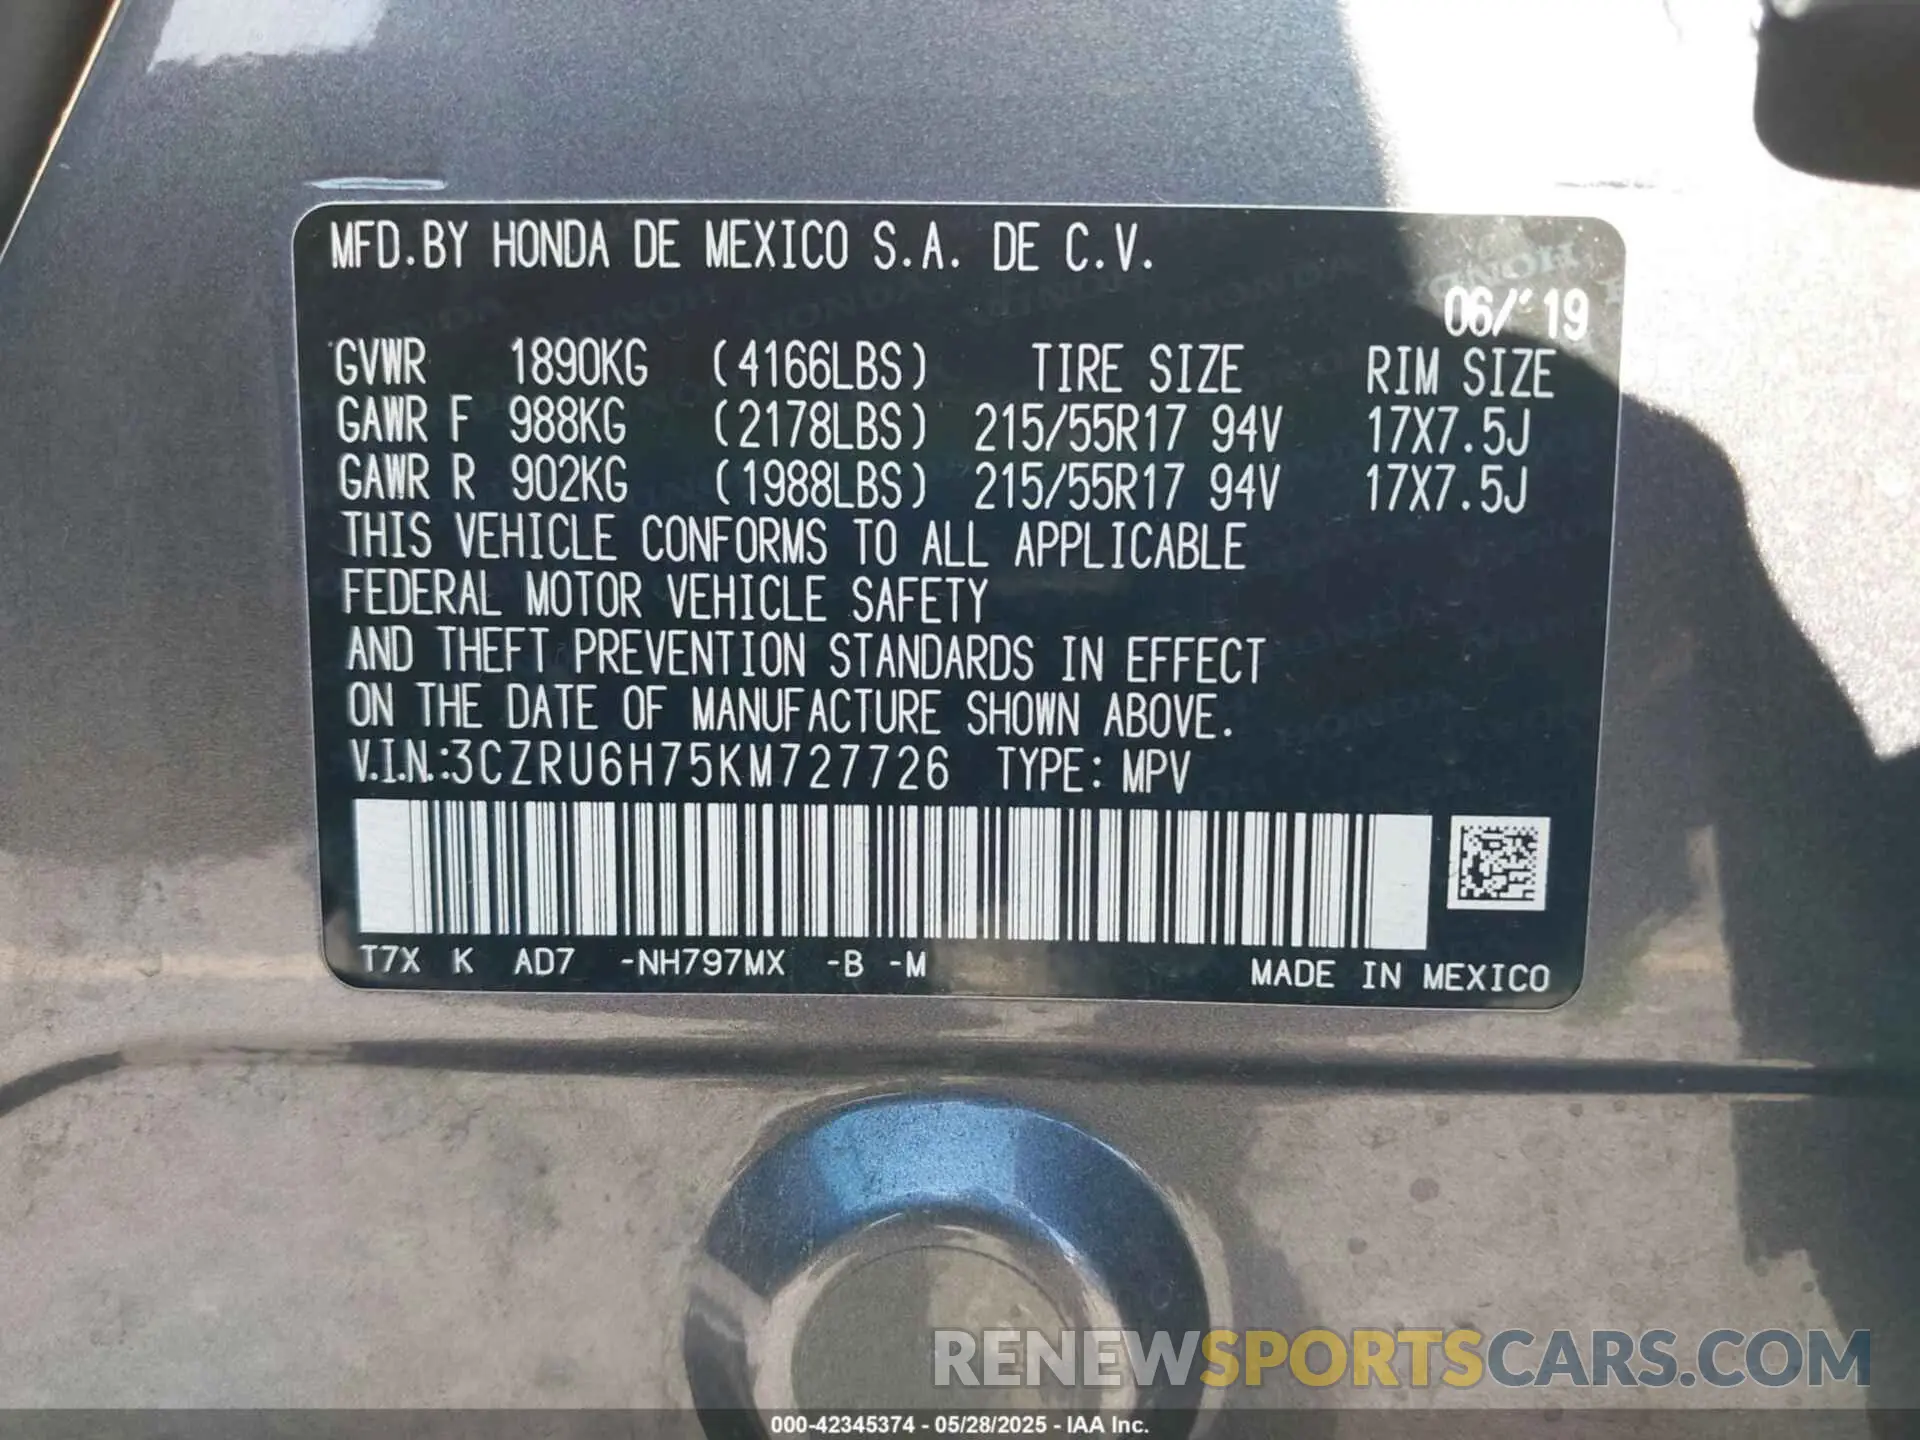 MFD.BY HONDA DE MEXICO S.A. DE C.V.
06/'19
GVWR 1890KG (4166LBS) TIRE SIZE RIM SIZE
GAWR F 988KG (2178LBS) 215/55R17 94V 17X7.5J
GAWR R 902KG (1988LBS) 215/55R17 94V 17X7.5J
THIS VEHICLE CONFORMS TO ALL APPLICABLE
FEDERAL MOTOR VEHICLE SAFETY
AND THEFT PREVENTION STANDARDS IN EFFECT
ON THE DATE OF MANUFACTURE SHOWN ABOVE.
V.I.N.:3CZRU6H75KM727726 TYPE: MPV
T7X K AD7 -NH797MX -B -M MADE IN MEXICO
RENEWSPORTSCARS.COM
000-42345374 - 05/28/2025 - IAA Inc.